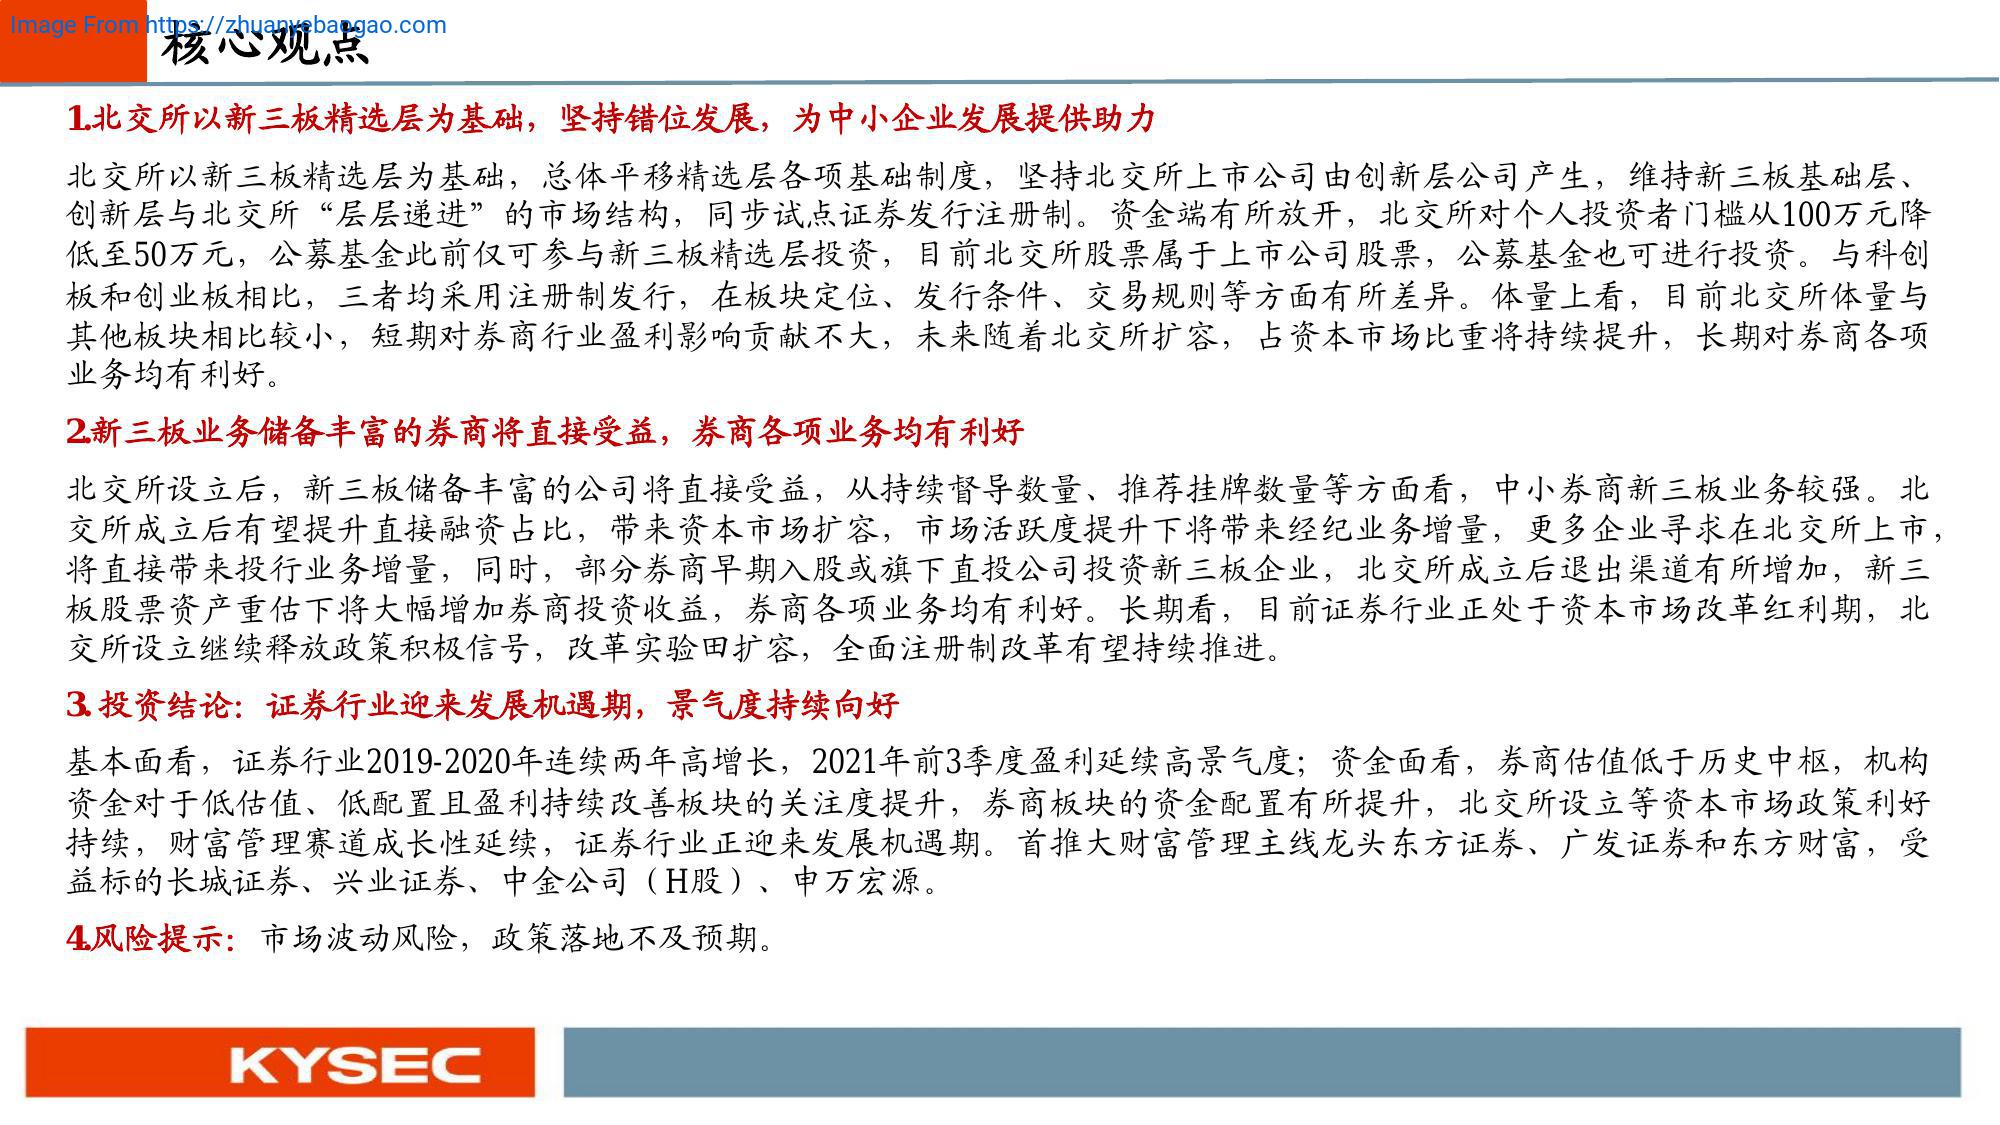 Image From https://zhuanyebaogao.com
核心观点
1.北交所以新三板精选层为基础，坚持错位发展，为中小企业发展提供助力
北交所以新三板精选层为基础，总体平移精选层各项基础制度，坚持北交所上市公司由创新层公司产生，维持新三板基础层、
创新层与北交所“层层递进”的市场结构，同步试点证券发行注册制。资金端有所放开，北交所对个人投资者门槛从100万元降
低至50万元，公募基金此前仅可参与新三板精选层投资，目前北交所股票属于上市公司股票，公募基金也可进行投资。与科创
板和创业板相比，三者均采用注册制发行，在板块定位、发行条件、交易规则等方面有所差异。体量上看，目前北交所体量与
其他板块相比较小，短期对券商行业盈利影响贡献不大，未来随着北交所扩容，占资本市场比重将持续提升，长期对券商各项
业务均有利好。
2.新三板业务储备丰富的券商将直接受益，券商各项业务均有利好
北交所设立后，新三板储备丰富的公司将直接受益，从持续督导数量、推荐挂牌数量等方面看，中小券商新三板业务较强。北
交所成立后有望提升直接融资占比，带来资本市场扩容，市场活跃度提升下将带来经纪业务增量，更多企业寻求在北交所上市，
将直接带来投行业务增量，同时，部分券商早期入股或旗下直投公司投资新三板企业，北交所成立后退出渠道有所增加，新三
板股票资产重估下将大幅增加券商投资收益，券商各项业务均有利好。长期看，目前证券行业正处于资本市场改革红利期，北
交所设立继续释放政策积极信号，改革实验田扩容，全面注册制改革有望持续推进。
3.投资结论：证券行业迎来发展机遇期，景气度持续向好
基本面看，证券行业2019-2020年连续两年高增长，2021年前3季度盈利延续高景气度；资金面看，券商估值低于历史中枢，机构
资金对于低估值、低配置且盈利持续改善板块的关注度提升，券商板块的资金配置有所提升，北交所设立等资本市场政策利好
持续，财富管理赛道成长性延续，证券行业正迎来发展机遇期。首推大财富管理主线龙头东方证券、广发证券和东方财富，受
益标的长城证券、兴业证券、中金公司（H股）、申万宏源。
4.风险提示：市场波动风险，政策落地不及预期。
KYSEC